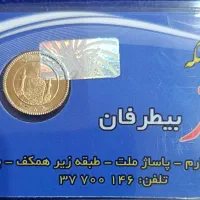 بیطرفان
رم - پاساژ ملت - طبقه زیر همکف -
تلفن: ۱۴۶ ۷۰۰ ۳۷